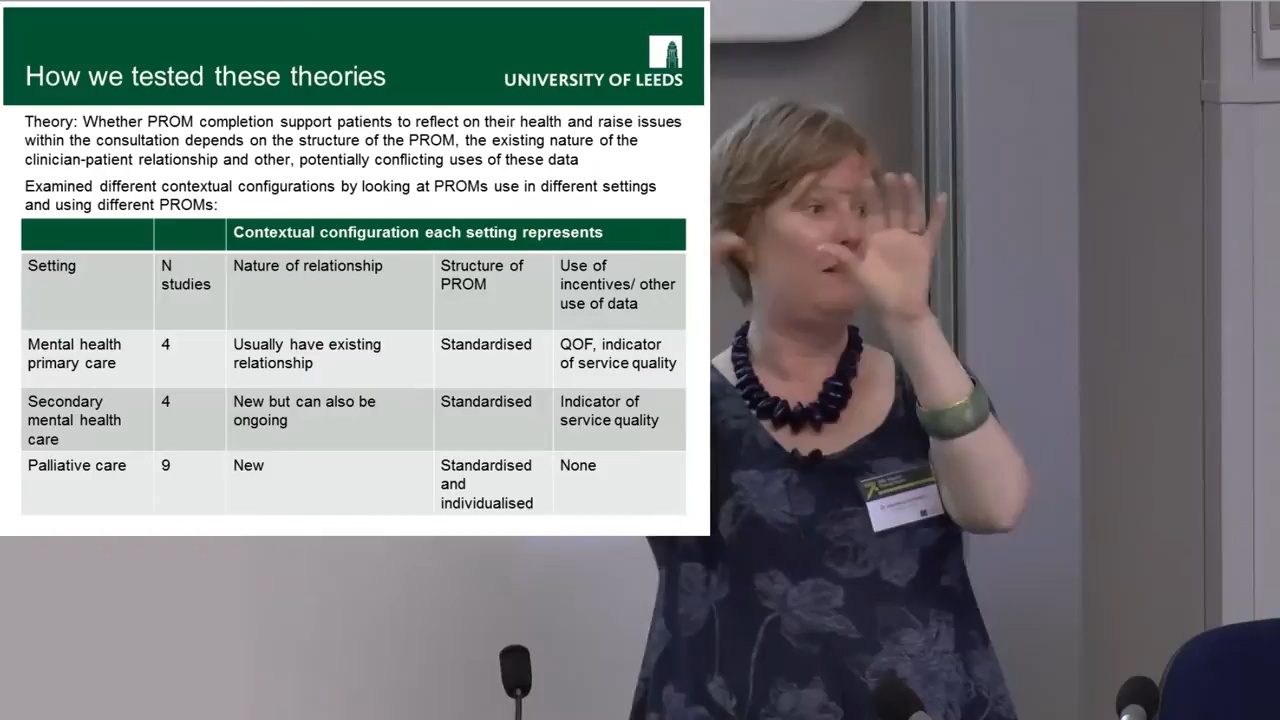 How we tested these theories
UNIVERSITY OF LEEDS
Theory: Whether PROM completion support patients to reflect on their health and raise issues
within the consultation depends on the structure of the PROM, the existing nature of the
clinician-patient relationship and other, potentially conflicting uses of these data
Examined different contextual configurations by looking at PROMs use in different settings
and using different PROMs:
Contextual configuration each setting represents
Setting
N
studies
Nature of relationship
Structure of
PROM
Use of
incentives/ other
use of data
Mental health
primary care
4
Usually have existing
relationship
Standardised
QOF, indicator
of service quality
Secondary
mental health
care
4
New but can also be
ongoing
Standardised
Indicator of
service quality
Palliative care
9
New
Standardised
and
individualised
None